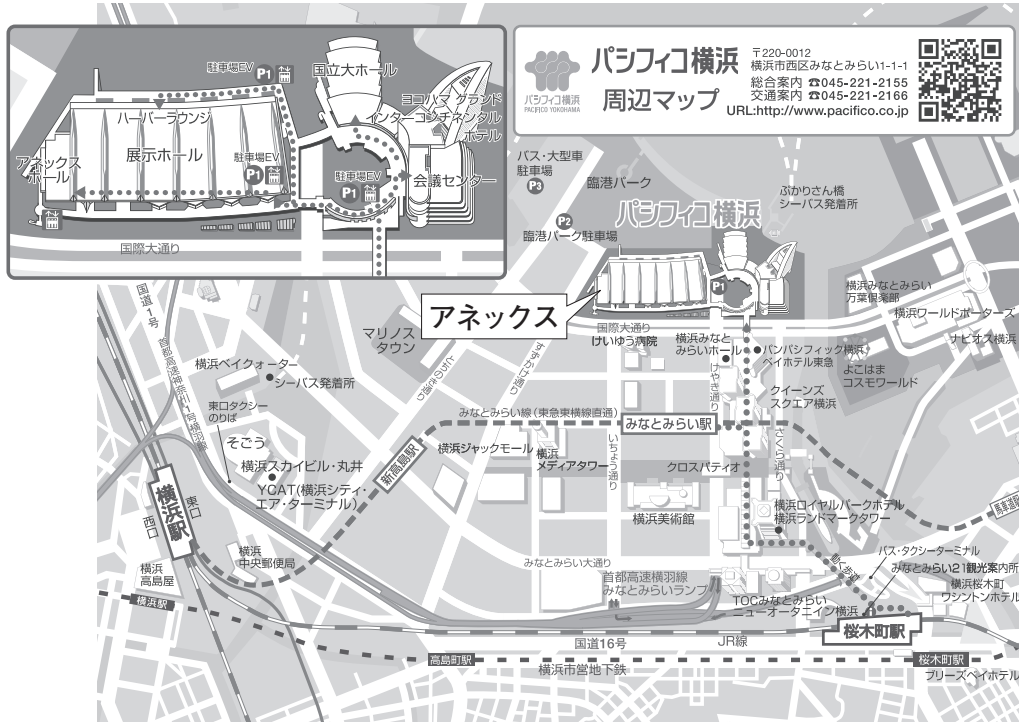 パシフィコ横浜
PACIFICO YOKOHAMA
パシフィコ横浜
周辺マップ
〒220-0012
横浜市西区みなとみらい1-1-1
総合案内 ☎045-221-2155
交通案内 ☎045-221-2166
URL:http://www.pacifico.co.jp
駐車場EV
P1
国立大ホール
ヨコハマ グランド
インターコンチネンタル
ホテル
ハーバーラウンジ
展示ホール
アネックス
ホール
駐車場EV
P1
駐車場EV
P1
会議センター
国際大通り
バス・大型車
駐車場
P3
臨港パーク
P2
臨港パーク駐車場
ぷかりさん橋
シーバス発着所
パシフィコ横浜
P1
アネックス
国道1号
首都高速神奈川1号横羽線
マリノス
タウン
とちのき通り
すずかけ通り
国際大通り
けいゆう病院
横浜みなと
みらいホール
けやき通り
パンパシフィック横浜
ベイホテル東急
クイーンズ
スクエア横浜
横浜みなとみらい
万葉倶楽部
横浜ワールドポーターズ
ナビオス横浜
よこはま
コスモワールド
横浜ベイクォーター
シーバス発着所
東口タクシー
のりば
そごう
横浜スカイビル・丸井
YCAT(横浜シティ・
エア・ターミナル)
みなとみらい線(東急東横線直通)
みなとみらい駅
新高島駅
横浜ジャックモール
横浜
メディアタワー
いちょう通り
クロスパティオ
さくら通り
横浜美術館
横浜ロイヤルパークホテル
横浜ランドマークタワー
馬車道駅
横浜駅
東口
西口
横浜
中央郵便局
横浜
高島屋
みなとみらい大通り
首都高速横羽線
みなとみらいランプ
動く歩道
バス・タクシーターミナル
みなとみらい21観光案内所
横浜桜木町
ワシントンホテル
TOCみなとみらい
ニューオータニイン横浜
桜木町駅
横浜駅
国道16号
JR線
高島町駅
横浜市営地下鉄
桜木町駅
ブリーズベイホテル